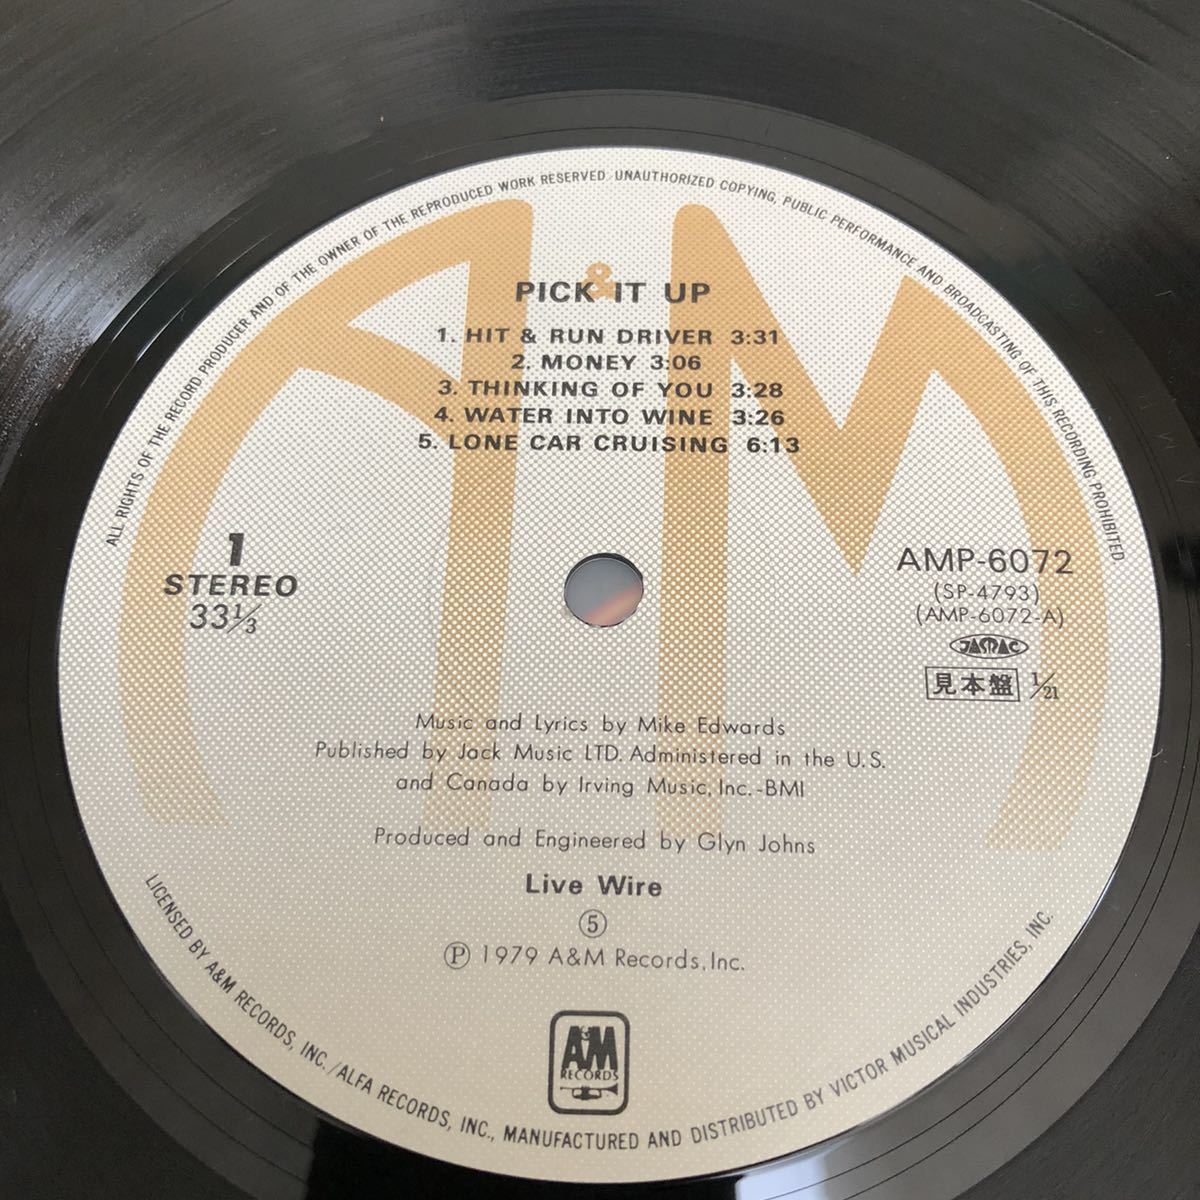 ALL RIGHTS OF THE RECORD PRODUCER AND OF THE OWNER OF THE REPRODUCED WORK RESERVED. UNAUTHORIZED COPYING, PUBLIC PERFORMANCE AND BROADCASTING OF THIS RECORDING PROHIBITED
A&M
PICK IT UP
1. HIT & RUN DRIVER 3:31
2. MONEY 3:06
3. THINKING OF YOU 3:28
4. WATER INTO WINE 3:26
5. LONE CAR CRUISING 6:13
1
STEREO
33⅓
AMP-6072
(SP-4793)
(AMP-6072-A)
JASRAC
見本盤 1/21
Music and Lyrics by Mike Edwards
Published by Jack Music LTD. Administered in the U.S.
and Canada by Irving Music, Inc.-BMI
Produced and Engineered by Glyn Johns
Live Wire
⑤
Ⓟ 1979 A&M Records, Inc.
A&M
RECORDS
LICENSED BY A&M RECORDS, INC./ALFA RECORDS, INC., MANUFACTURED AND DISTRIBUTED BY VICTOR MUSICAL INDUSTRIES, INC.